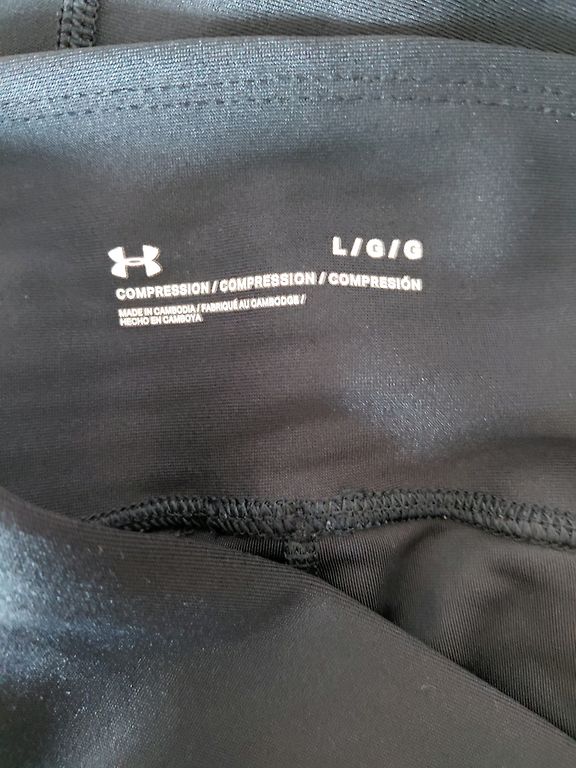 L/G/G
COMPRESSION / COMPRESSION / COMPRESIÓN
MADE IN CAMBODIA / FABRIQUÉ AU CAMBODGE /
HECHO EN CAMBOYA